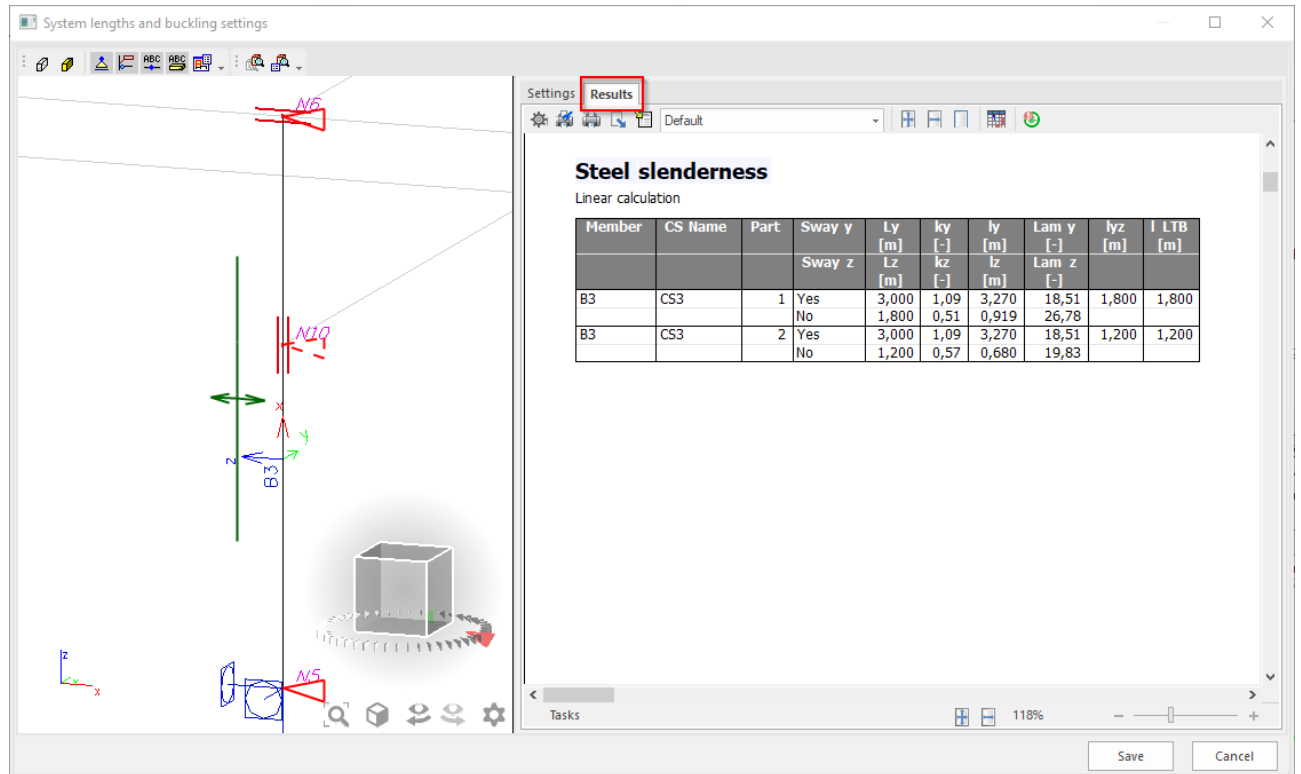 System lengths and buckling settings
ABC ABC
Settings Results
Default
Steel slenderness
Linear calculation
Member CS Name Part Sway y Ly [m] ky [-] ly [m] Lam y [-] lyz [m] l LTB [m]
Sway z Lz [m] kz [-] lz [m] Lam z [-]
B3 CS3 1 Yes 3,000 1,09 3,270 18,51 1,800 1,800
No 1,800 0,51 0,919 26,78
B3 CS3 2 Yes 3,000 1,09 3,270 18,51 1,200 1,200
No 1,200 0,57 0,680 19,83
N6
N10
x
y
z
B3
N5
z
y
x
Tasks 118%
Save Cancel